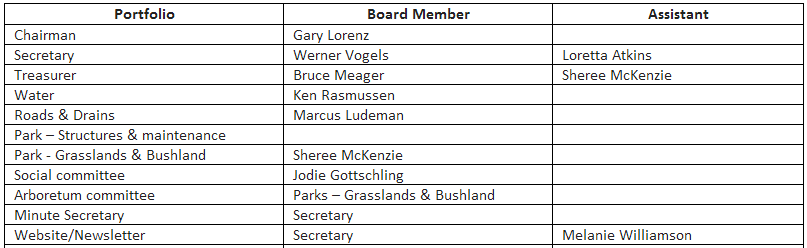 Portfolio Board Member Assistant
Chairman Gary Lorenz
Secretary Werner Vogels Loretta Atkins
Treasurer Bruce Meager Sheree McKenzie
Water Ken Rasmussen
Roads & Drains Marcus Ludeman
Park – Structures & maintenance
Park - Grasslands & Bushland Sheree McKenzie
Social committee Jodie Gottschling
Arboretum committee Parks – Grasslands & Bushland
Minute Secretary Secretary
Website/Newsletter Secretary Melanie Williamson